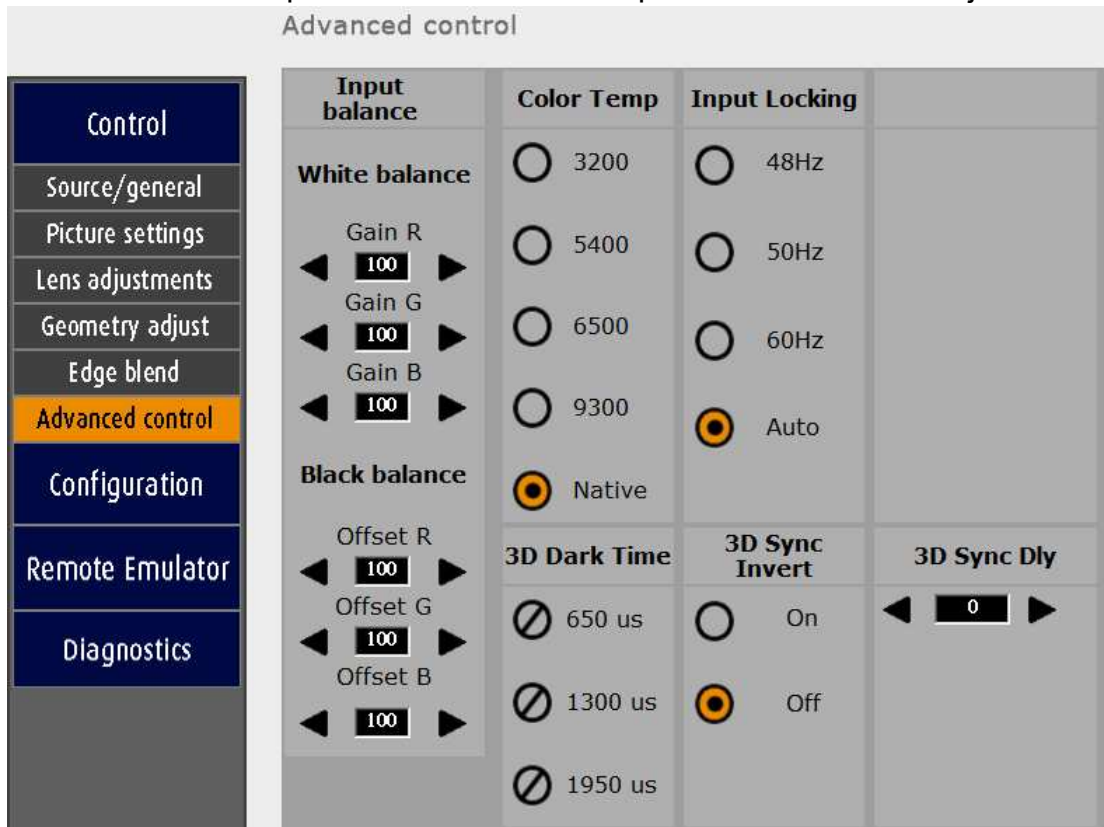 Advanced control
Control
Source/general
Picture settings
Lens adjustments
Geometry adjust
Edge blend
Advanced control
Configuration
Remote Emulator
Diagnostics
Input
balance
White balance
Gain R
100
Gain G
100
Gain B
100
Black balance
Offset R
100
Offset G
100
Offset B
100
Color Temp
3200
5400
6500
9300
Native
Input Locking
48Hz
50Hz
60Hz
Auto
3D Dark Time
650 us
1300 us
1950 us
3D Sync
Invert
On
Off
3D Sync Dly
0